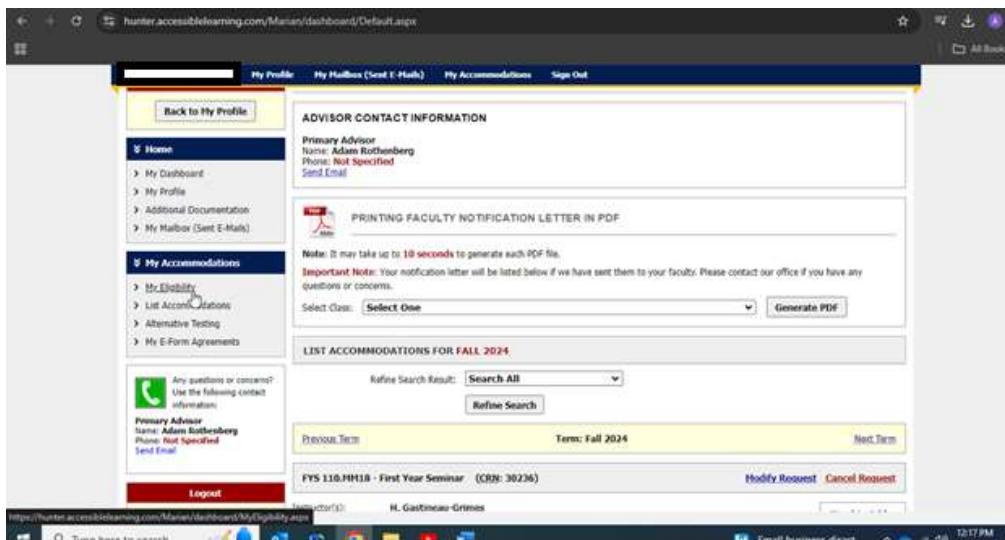 hunter.accessiblelearning.com/Marian/dashboard/Default.aspx
All Book
My Profile My Mailbox (Sent E-Mails) My Accommodations Sign Out
Back to My Profile
Home
My Dashboard
My Profile
Additional Documentation
My Mailbox (Sent E-Mails)
My Accommodations
My Eligibility
List Accommodations
Alternative Testing
My E-Form Agreements
Any questions or concerns?
Use the following contact
information:
Primary Advisor
Name: Adam Rothenberg
Phone: Not Specified
Send Email
Logout
ADVISOR CONTACT INFORMATION
Primary Advisor
Name: Adam Rothenberg
Phone: Not Specified
Send Email
PRINTING FACULTY NOTIFICATION LETTER IN PDF
Note: It may take up to 10 seconds to generate each PDF file.
Important Note: Your notification letter will be listed below if we have sent them to your faculty. Please contact our office if you have any
questions or concerns.
Select Class: Select One Generate PDF
LIST ACCOMMODATIONS FOR FALL 2024
Refine Search Result: Search All
Refine Search
Previous Term Term: Fall 2024 Next Term
FYS 110.MM18 - First Year Seminar (CRN: 30236) Modify Request Cancel Request
H. Gastineau-Grimes
https://hunter.accessiblelearning.com/Marian/dashboard/MyEligibility.aspx
Type here to search
Small business disast
12:17 PM